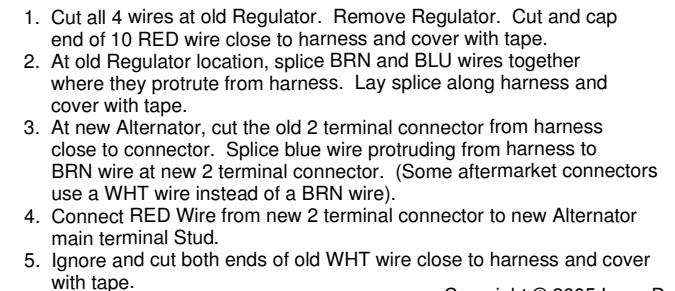 1. Cut all 4 wires at old Regulator. Remove Regulator. Cut and cap
end of 10 RED wire close to harness and cover with tape.
2. At old Regulator location, splice BRN and BLU wires together
where they protrute from harness. Lay splice along harness and
cover with tape.
3. At new Alternator, cut the old 2 terminal connector from harness
close to connector. Splice blue wire protruding from harness to
BRN wire at new 2 terminal connector. (Some aftermarket connectors
use a WHT wire instead of a BRN wire).
4. Connect RED Wire from new 2 terminal connector to new Alternator
main terminal Stud.
5. Ignore and cut both ends of old WHT wire close to harness and cover
with tape.